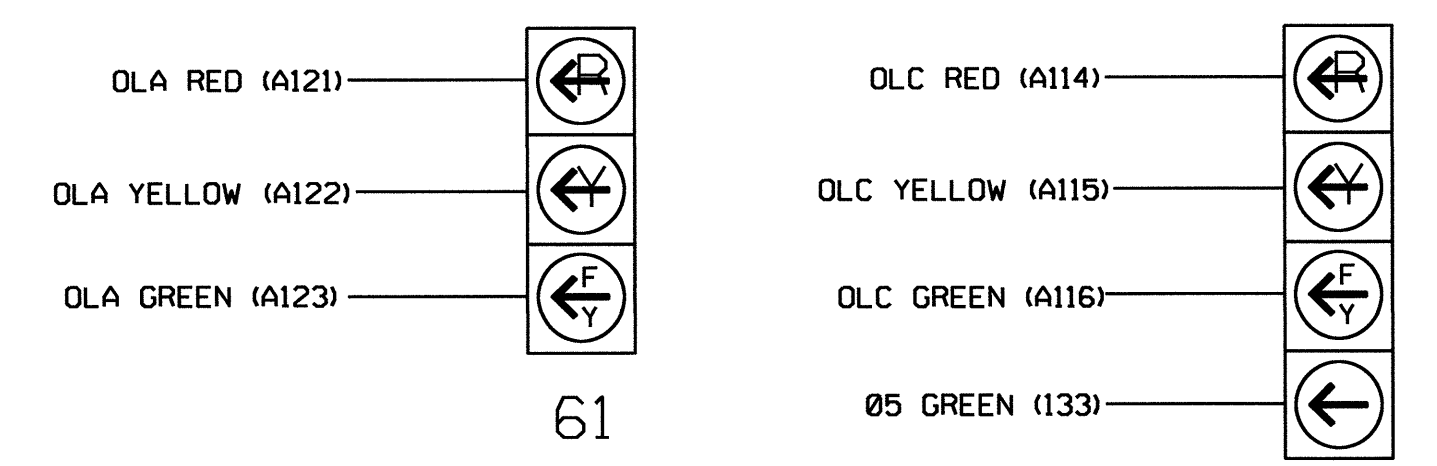 OLA RED (A121)
R
OLA YELLOW (A122)
Y
OLA GREEN (A123)
F
Y
61
OLC RED (A114)
R
OLC YELLOW (A115)
Y
OLC GREEN (A116)
F
Y
Ø5 GREEN (133)